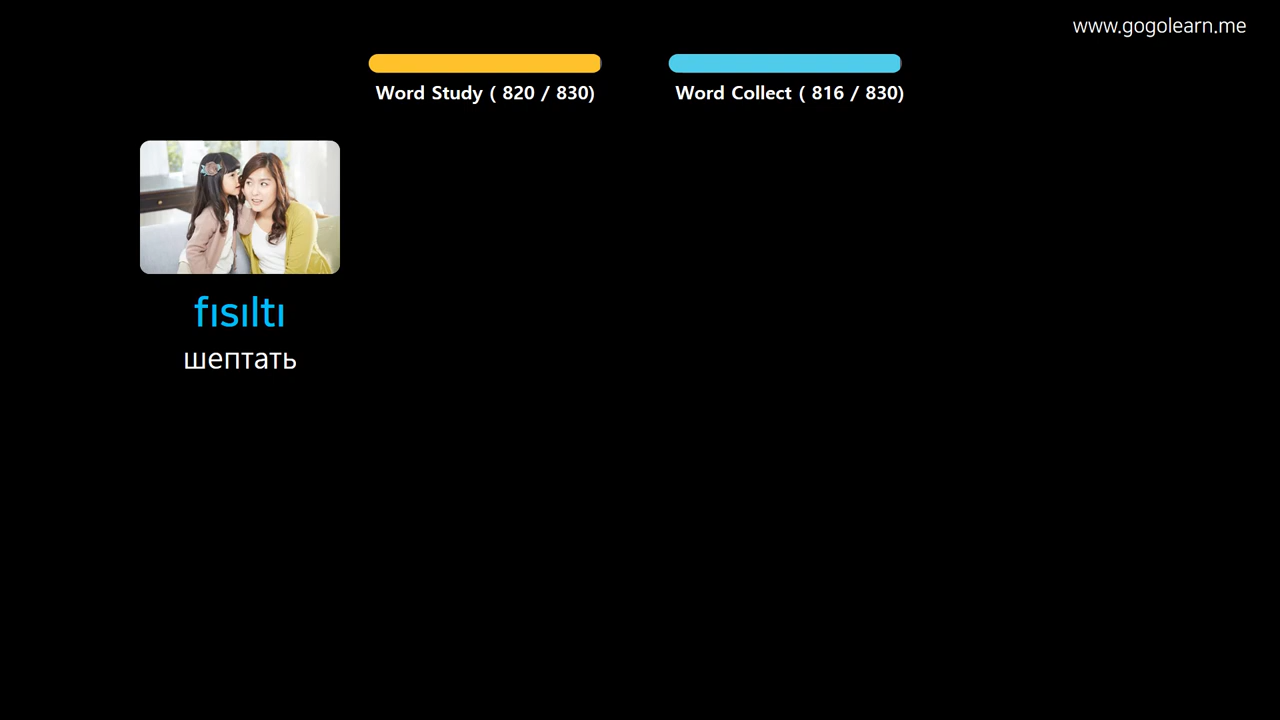 www.gogolearn.me
Word Study ( 820 / 830)
Word Collect ( 816 / 830)
fısıltı
шептать